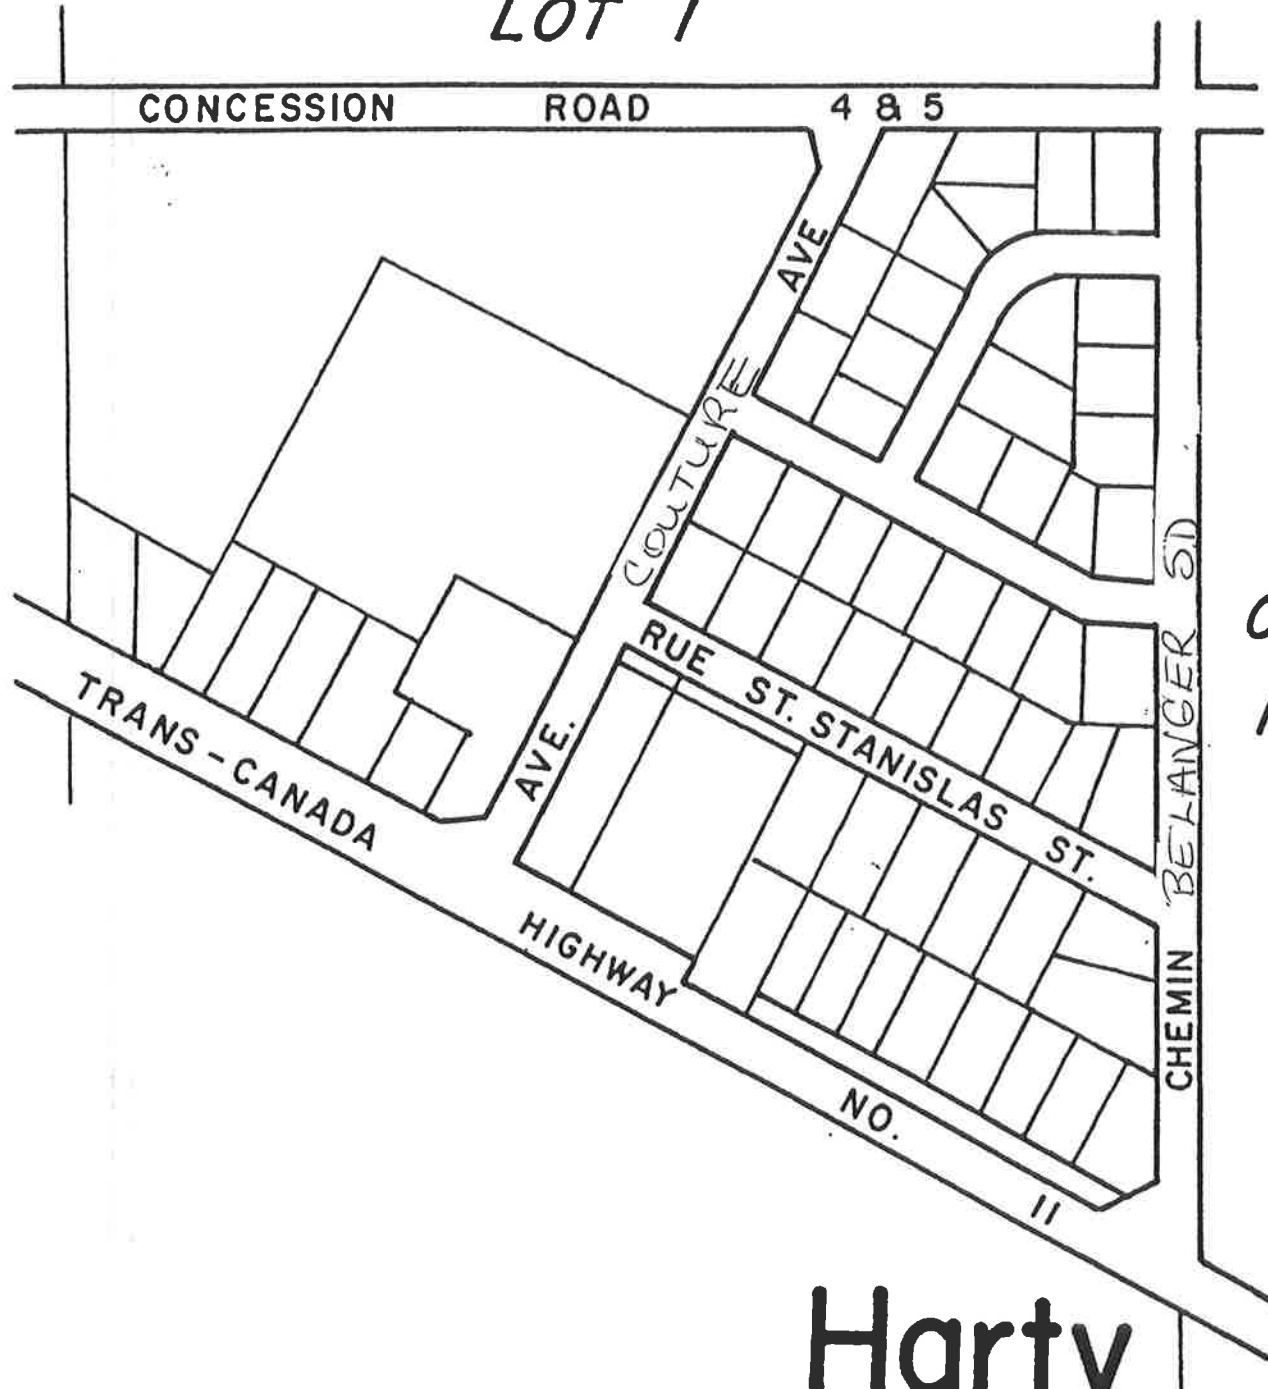 LOT 1
CONCESSION ROAD 4 & 5
AVE
COUTURE
AVE.
RUE ST. STANISLAS ST.
TRANS-CANADA
HIGHWAY
NO.
11
CHEMIN BELANGER
Harty